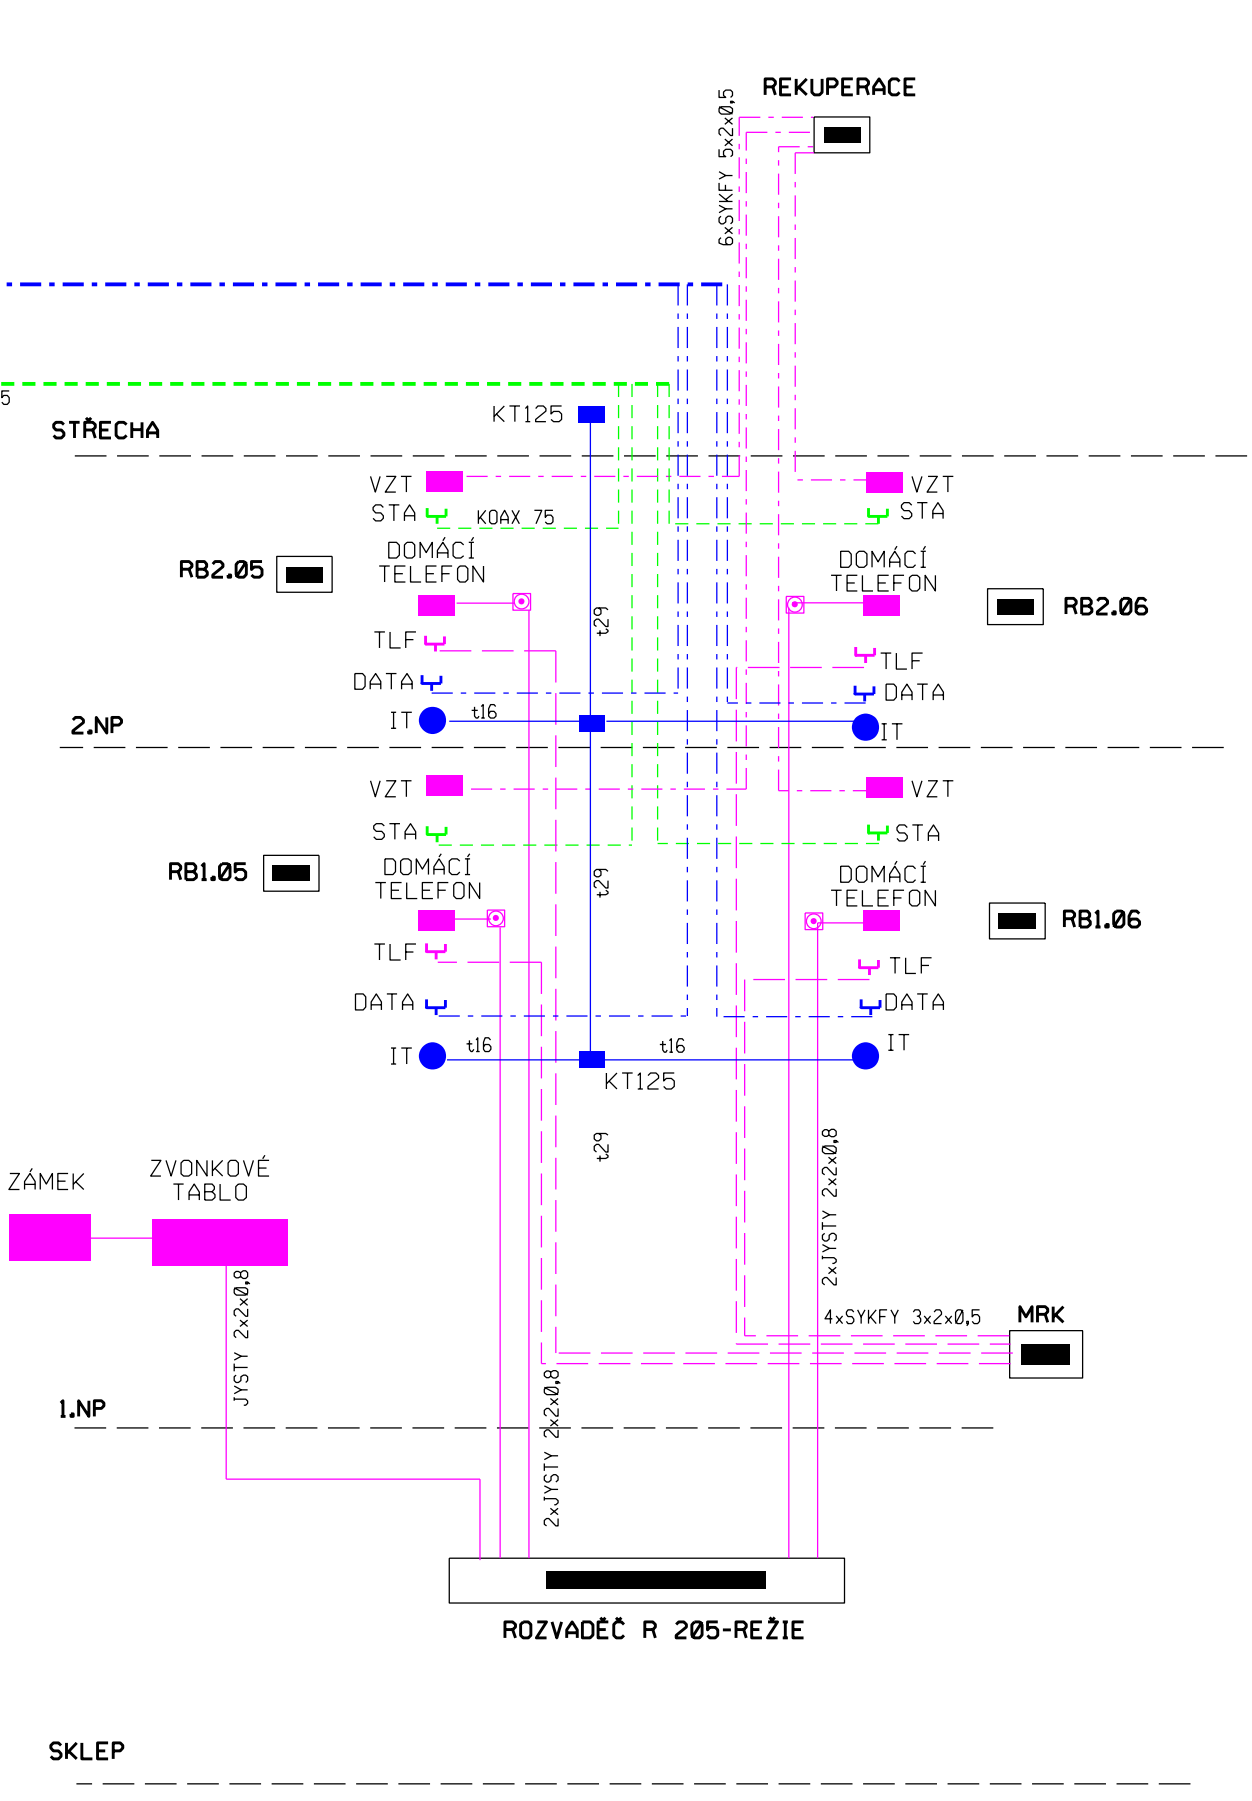 REKUPERACE
6xSYKFY 5x2x0,5
5
KT125
STŘECHA
VZT
VZT
STA
KOAX 75
STA
DOMÁCÍ
TELEFON
DOMÁCÍ
TELEFON
RB2.05
RB2.06
t29
TLF
TLF
DATA
DATA
IT
t16
IT
2.NP
VZT
VZT
STA
STA
DOMÁCÍ
TELEFON
DOMÁCÍ
TELEFON
RB1.05
t29
RB1.06
TLF
TLF
DATA
DATA
IT
t16
t16
IT
KT125
t29
2xJYSTY 2x2x0,8
ZÁMEK
ZVONKOVÉ
TABLO
JYSTY 2x2x0,8
4xSYKFY 3x2x0,5
MRK
2xJYSTY 2x2x0,8
1.NP
ROZVADĚČ R 205-REŽIE
SKLEP